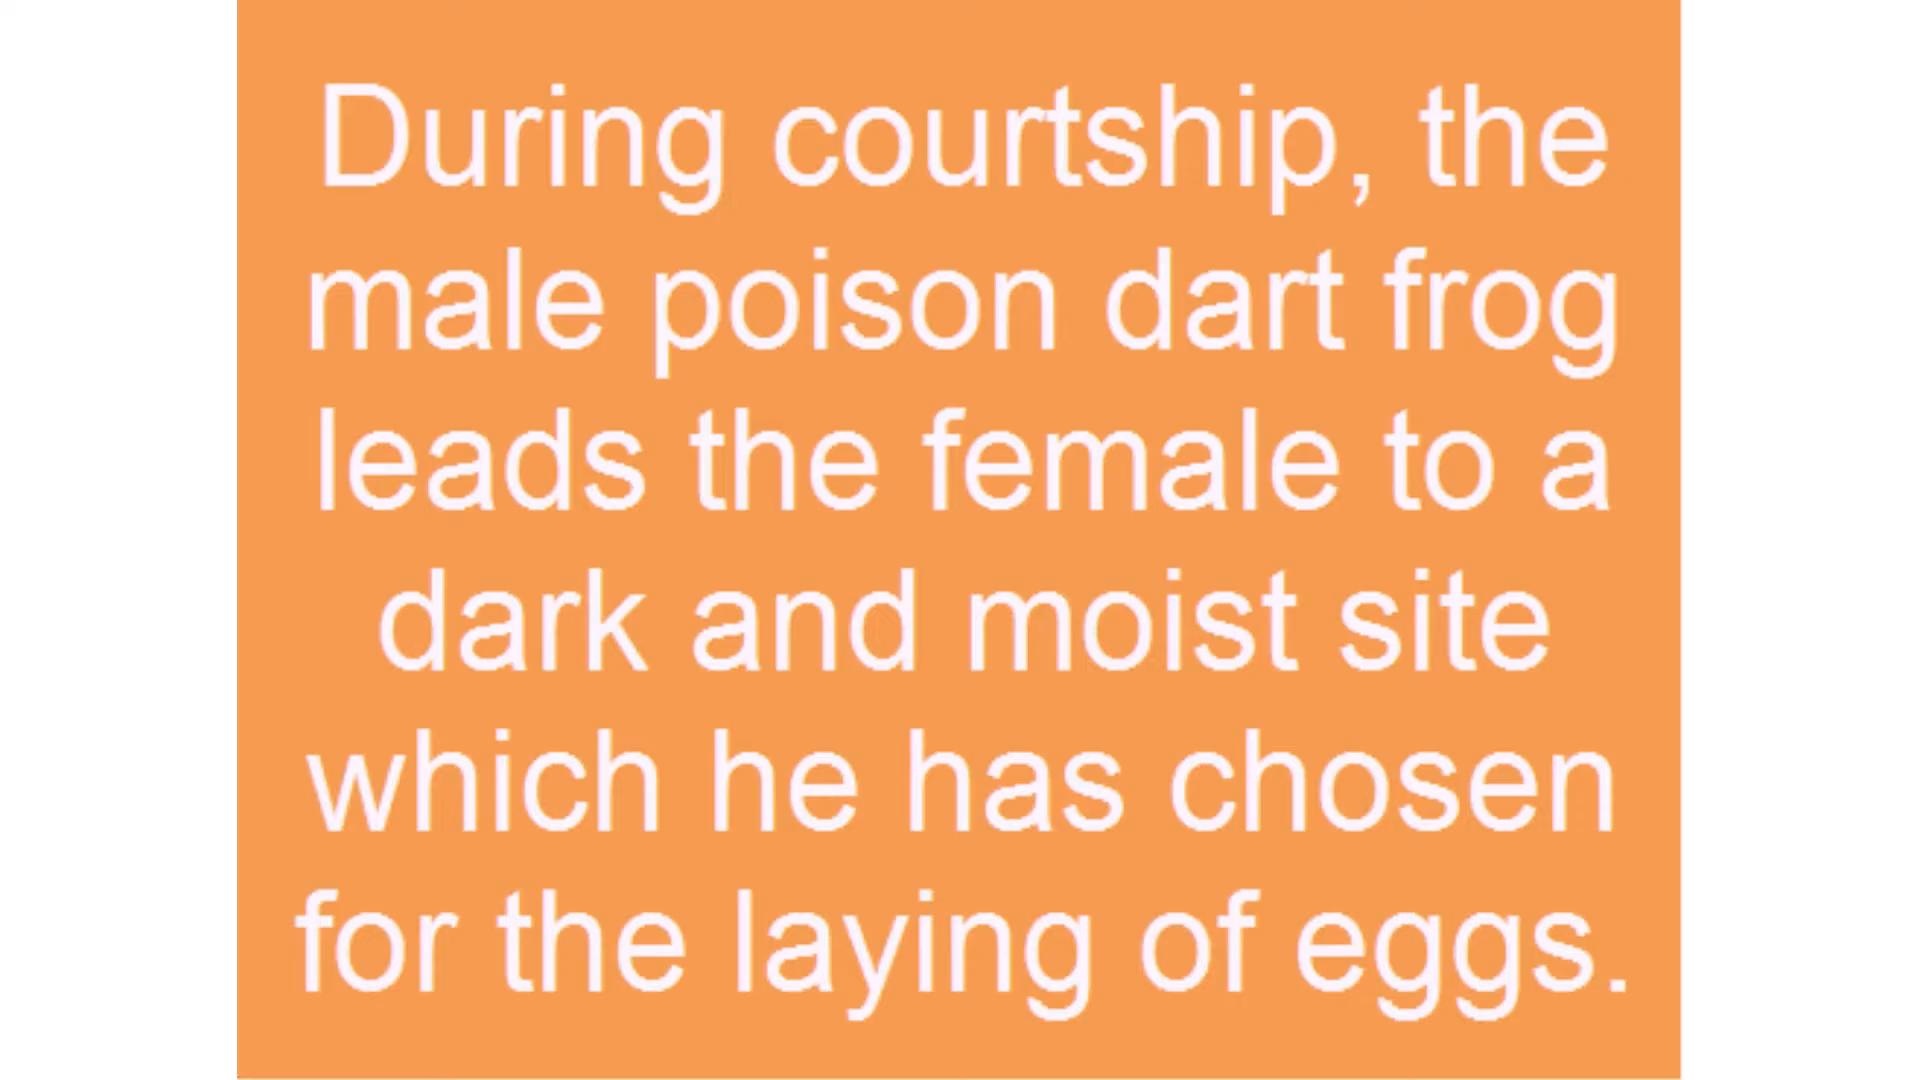 During courtship, the
male poison dart frog
leads the female to a
dark and moist site
which he has chosen
for the laying of eggs.